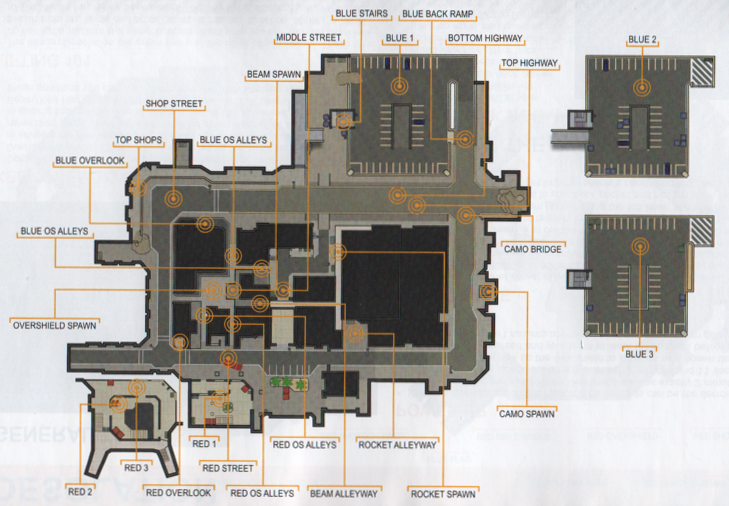 BLUE STAIRS
BLUE BACK RAMP
MIDDLE STREET
BLUE 1
BOTTOM HIGHWAY
BLUE 2
BEAM SPAWN
TOP HIGHWAY
SHOP STREET
TOP SHOPS
BLUE OS ALLEYS
BLUE OVERLOOK
BLUE OS ALLEYS
CAMO BRIDGE
OVERSHIELD SPAWN
BLUE 3
CAMO SPAWN
RED 1
RED OS ALLEYS
ROCKET ALLEYWAY
RED 3
RED STREET
RED 2
RED OVERLOOK
RED OS ALLEYS
BEAM ALLEYWAY
ROCKET SPAWN